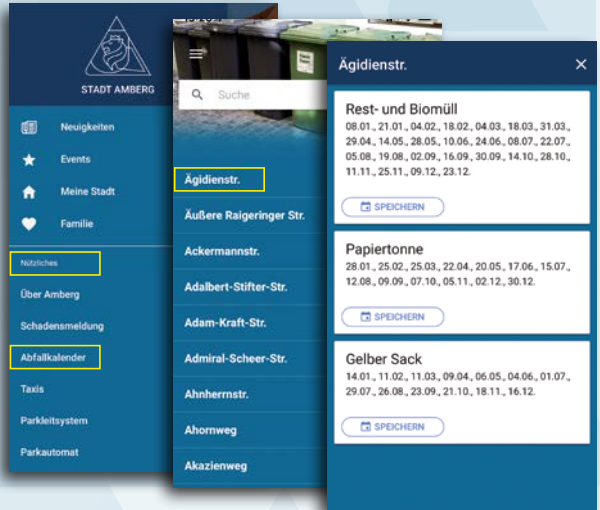 STADT AMBERG
Neuigkeiten
Events
Meine Stadt
Familie
Nützliches
Über Amberg
Schadensmeldung
Abfallkalender
Taxis
Parkleitsystem
Parkautomat
Suche
Ägidienstr.
Äußere Raigeringer Str.
Ackermannstr.
Adalbert-Stifter-Str.
Adam-Kraft-Str.
Admiral-Scheer-Str.
Ahnherrnstr.
Ahornweg
Akazienweg
Ägidienstr.
Rest- und Biomüll
08.01., 21.01., 04.02., 18.02., 04.03., 18.03., 31.03.,
29.04., 14.05., 28.05., 10.06., 24.06., 08.07., 22.07.,
05.08., 19.08., 02.09., 16.09., 30.09., 14.10., 28.10.,
11.11., 25.11., 09.12., 23.12.
SPEICHERN
Papiertonne
28.01., 25.02., 25.03., 22.04., 20.05., 17.06., 15.07.,
12.08., 09.09., 07.10., 05.11., 02.12., 30.12.
SPEICHERN
Gelber Sack
14.01., 11.02., 11.03., 09.04., 06.05., 04.06., 01.07.,
29.07., 26.08., 23.09., 21.10., 18.11., 16.12.
SPEICHERN